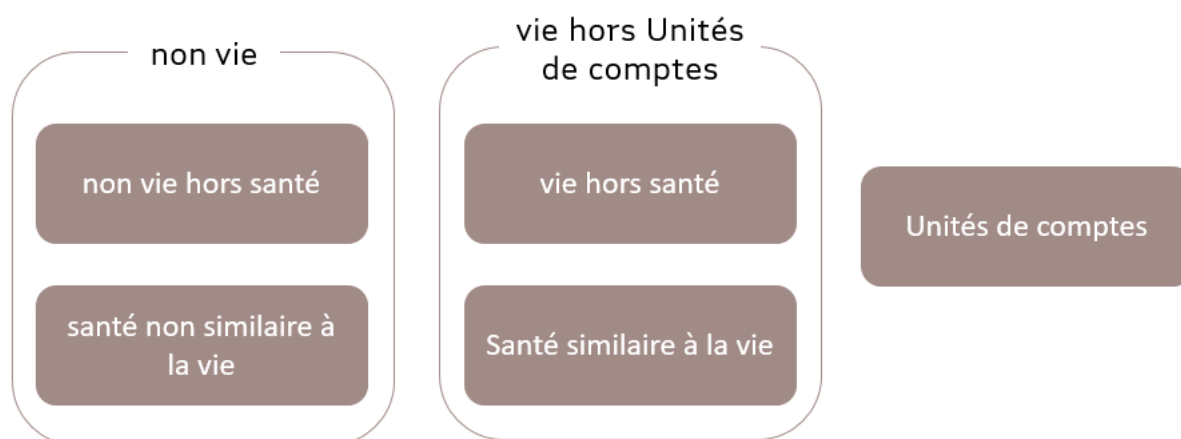 non vie
non vie hors santé
santé non similaire à
la vie
vie hors Unités
de comptes
vie hors santé
Santé similaire à la vie
Unités de comptes